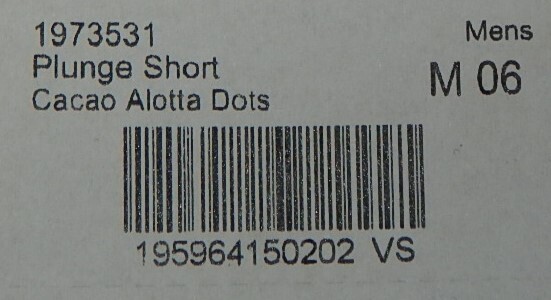 1973531
Mens
Plunge Short
M 06
Cacao Alotta Dots
195964150202 VS